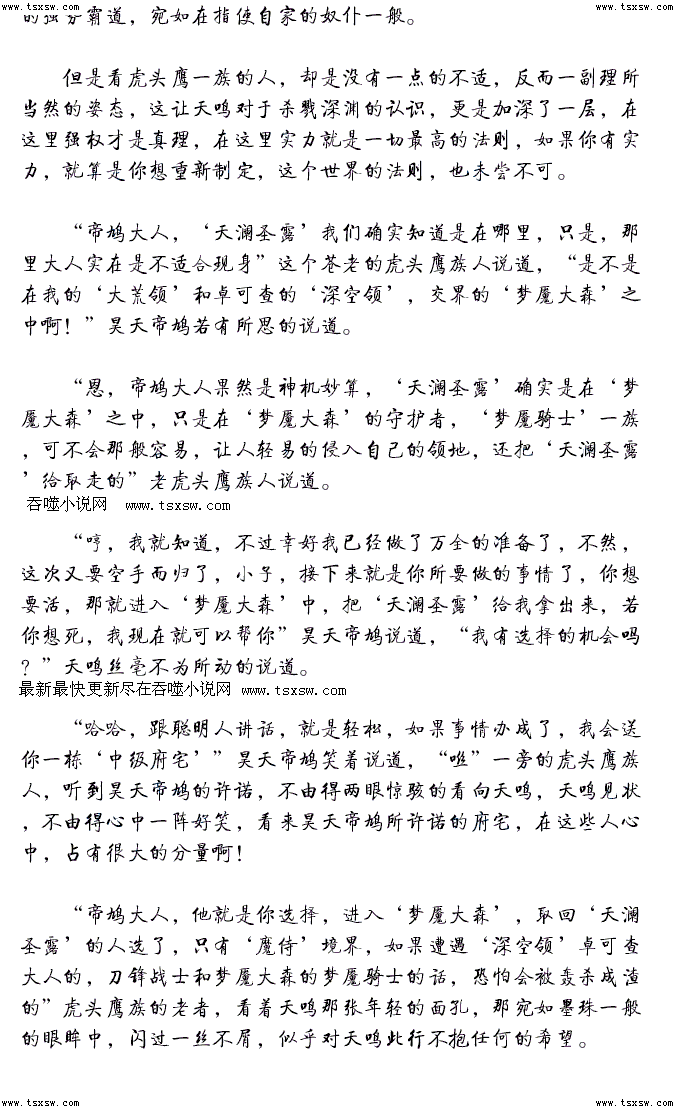 www.tsxsw.com www.tsxsw.com
的强势霸道，宛如在指使自家的奴仆一般。
但是看虎头鹰一族的人，却是没有一点的不适，反而一副理所
当然的姿态，这让天鸣对于杀戮深渊的认识，更是加深了一层，在
这里强权才是真理，在这里实力就是一切最高的法则，如果你有实
力，就算是你想重新制定，这个世界的法则，也未尝不可。
“帝鸠大人，‘天澜圣露’我们确实知道是在哪里，只是，那
里大人实在是不适合现身”这个苍老的虎头鹰族人说道，“是不是
在我的‘大荒领’和卓可查的‘深空领’，交界的‘梦魇大森’之
中啊！”昊天帝鸠若有所思的说道。
“恩，帝鸠大人果然是神机妙算，‘天澜圣露’确实是在‘梦
魇大森’之中，只是在‘梦魇大森’的守护者，‘梦魇骑士’一族
，可不会那般容易，让人轻易的侵入自己的领地，还把‘天澜圣露
’给取走的”老虎头鹰族人说道。
吞噬小说网 www.tsxsw.com
“哼，我就知道，不过幸好我已经做了万全的准备了，不然，
这次又要空手而归了，小子，接下来就是你所要做的事情了，你想
要活，那就进入‘梦魇大森’中，把‘天澜圣露’给我拿出来，若
你想死，我现在就可以帮你”昊天帝鸠说道，“我有选择的机会吗
？”天鸣丝毫不为所动的说道。
最新最快更新尽在吞噬小说网 www.tsxsw.com
“哈哈，跟聪明人讲话，就是轻松，如果事情办成了，我会送
你一栋‘中级府宅’”昊天帝鸠笑着说道，“咝”一旁的虎头鹰族
人，听到昊天帝鸠的许诺，不由得两眼惊骇的看向天鸣，天鸣见状
，不由得心中一阵好笑，看来昊天帝鸠所许诺的府宅，在这些人心
中，占有很大的分量啊！
“帝鸠大人，他就是你选择，进入‘梦魇大森’，取回‘天澜
圣露’的人选了，只有‘魔侍’境界，如果遭遇‘深空领’卓可查
大人的，刀锋战士和梦魇大森的梦魇骑士的话，恐怕会被轰杀成渣
的”虎头鹰族的老者，看着天鸣那张年轻的面孔，那宛如墨珠一般
的眼眸中，闪过一丝不屑，似乎对天鸣此行不抱任何的希望。
www.tsxsw.com www.tsxsw.com